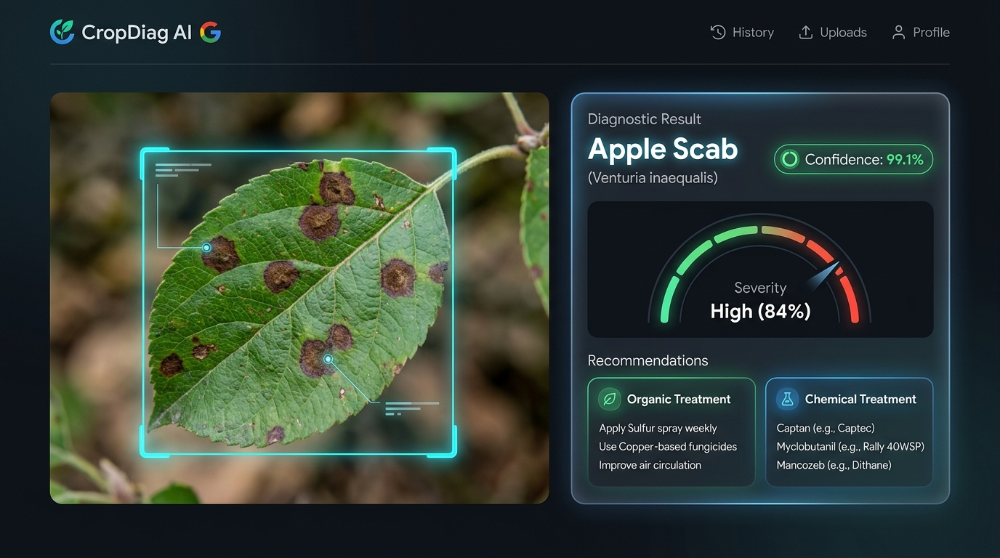 CropDiag AI
History
Uploads
Profile
Diagnostic Result
Apple Scab
(Venturia inaequalis)
Confidence: 99.1%
Severity
High (84%)
Recommendations
Organic Treatment
Apply Sulfur spray weekly
Use Copper-based fungicides
Improve air circulation
Chemical Treatment
Captan (e.g., Captec)
Myclobutanil (e.g., Rally 40WSP)
Mancozeb (e.g., Dithane)